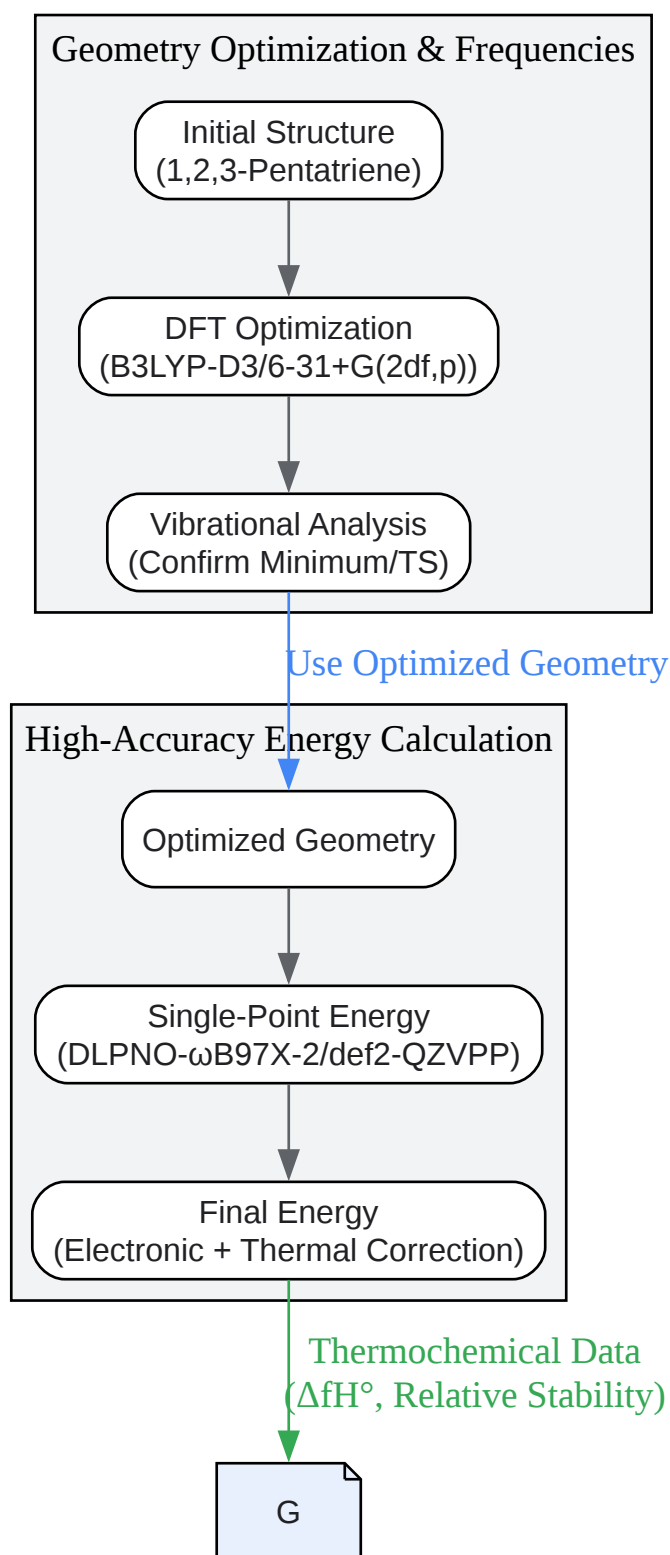 Geometry Optimization & Frequencies
Initial Structure
(1,2,3-Pentatriene)
DFT Optimization
(B3LYP-D3/6-31+G(2df,p))
Vibrational Analysis
(Confirm Minimum/TS)
Use Optimized Geometry
High-Accuracy Energy Calculation
Optimized Geometry
Single-Point Energy
(DLPNO-ωB97X-2/def2-QZVPP)
Final Energy
(Electronic + Thermal Correction)
Thermochemical Data
(ΔfH°, Relative Stability)
G